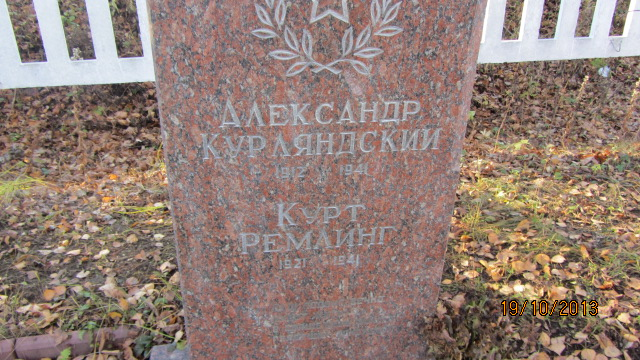 Александр
Курляндский
1912 1941
Курт
Ремлинг
1921 1941
19/10/2013